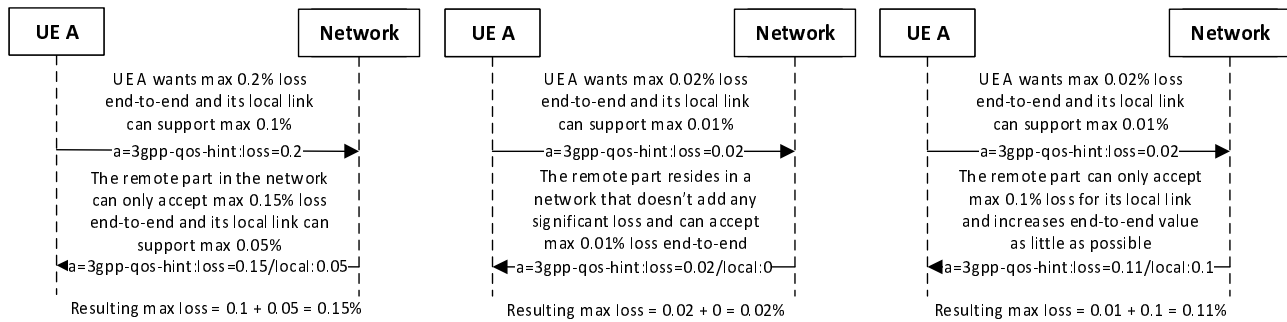 UE A
Network
UE A wants max 0.2% loss
end-to-end and its local link
can support max 0.1%
a=3gpp-qos-hint:loss=0.2
The remote part in the network
can only accept max 0.15% loss
end-to-end and its local link can
support max 0.05%
a=3gpp-qos-hint:loss=0.15/local:0.05
Resulting max loss = 0.1 + 0.05 = 0.15%
UE A
Network
UE A wants max 0.02% loss
end-to-end and its local link
can support max 0.01%
a=3gpp-qos-hint:loss=0.02
The remote part resides in a
network that doesn’t add any
significant loss and can accept
max 0.01% loss end-to-end
a=3gpp-qos-hint:loss=0.02/local:0
Resulting max loss = 0.02 + 0 = 0.02%
UE A
Network
UE A wants max 0.02% loss
end-to-end and its local link
can support max 0.01%
a=3gpp-qos-hint:loss=0.02
The remote part can only accept
max 0.1% loss for its local link
and increases end-to-end value
as little as possible
a=3gpp-qos-hint:loss=0.11/local:0.1
Resulting max loss = 0.01 + 0.1 = 0.11%